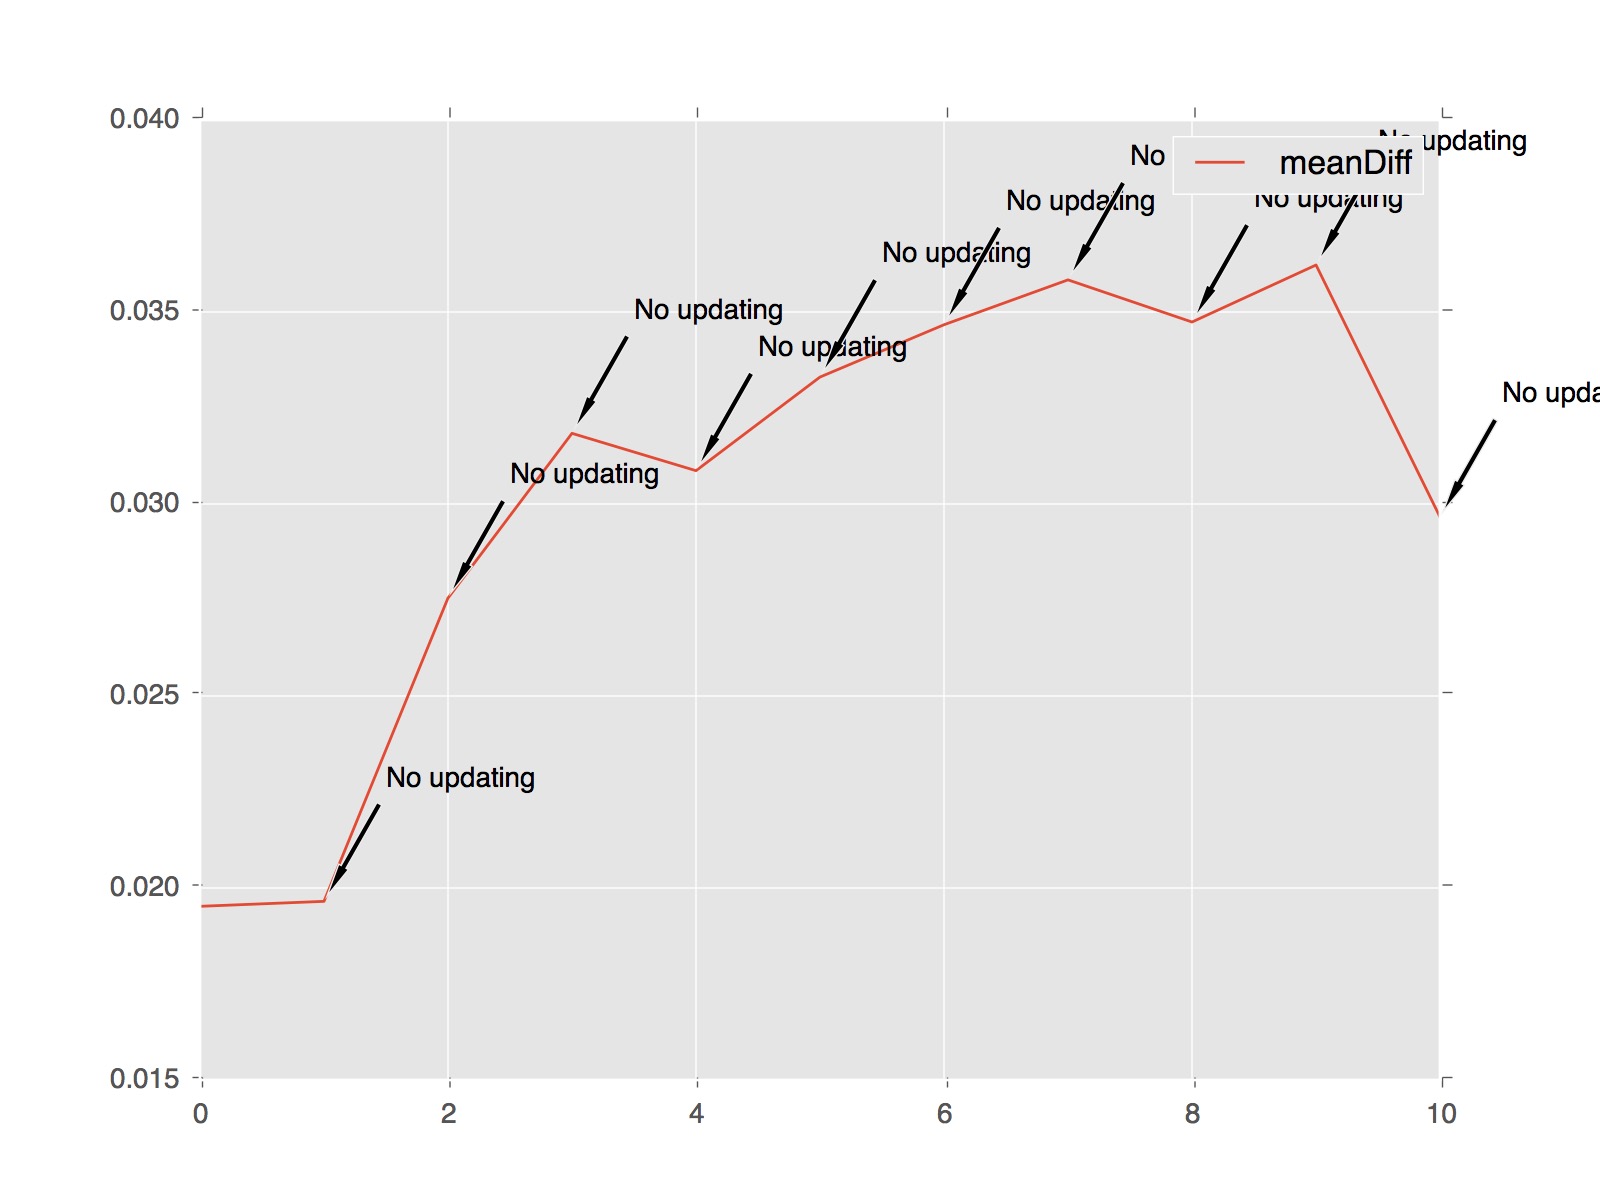 0.040
No updating
No
meanDiff
No updating
No updating
No updating
No updating
0.035
No updating
No upda
0.030
No updating
0.025
No updating
0.020
0.015
0 2 4 6 8 10